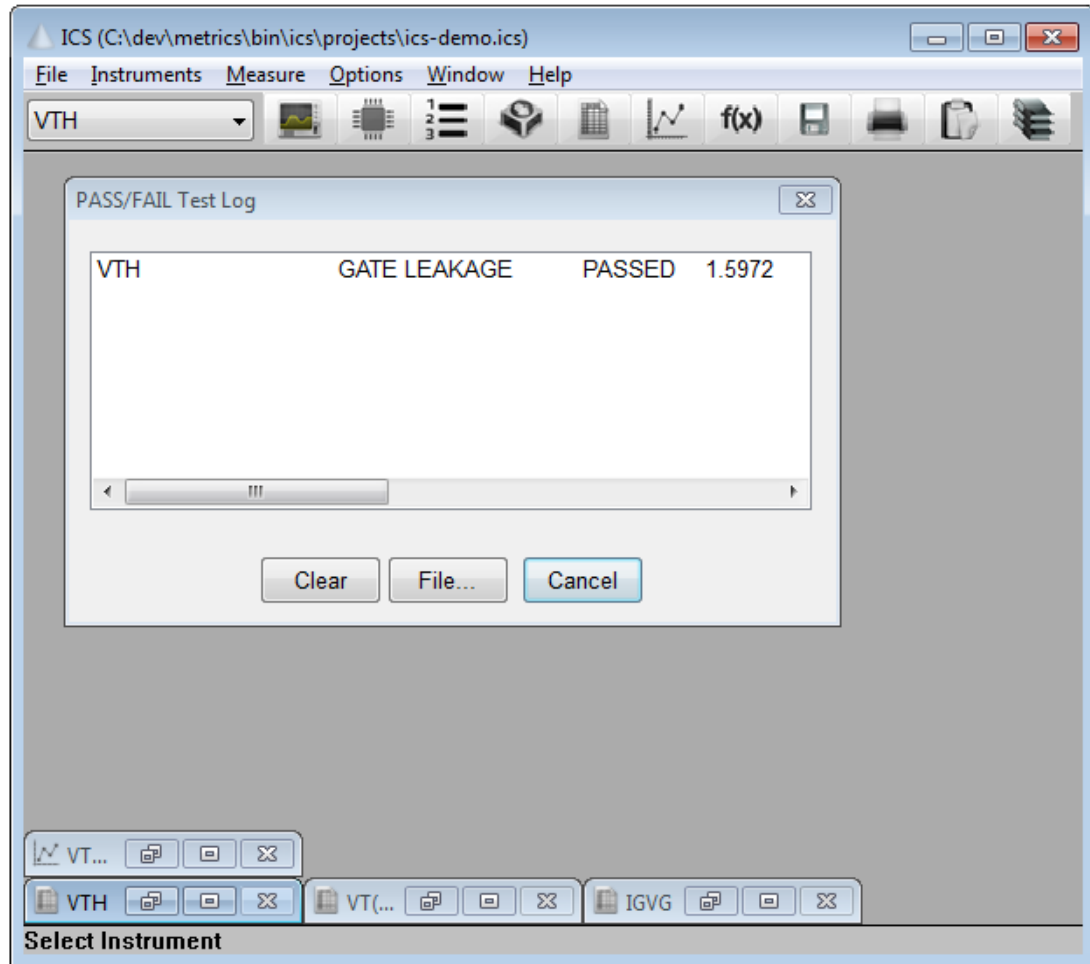 ICS (C:\dev\metrics\bin\ics\projects\ics-demo.ics)
File Instruments Measure Options Window Help
VTH f(x)
PASS/FAIL Test Log
VTH GATE LEAKAGE PASSED 1.5972
Clear File... Cancel
VT...
VTH VT(... IGVG
Select Instrument